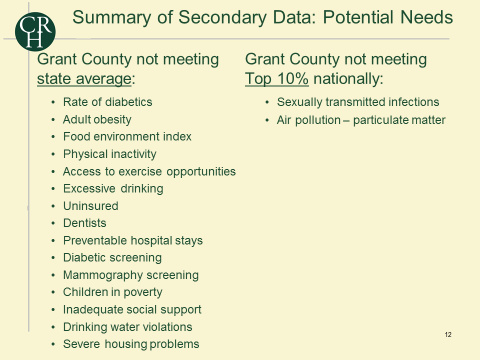 CR
H
Summary of Secondary Data: Potential Needs
Grant County not meeting
state average:
• Rate of diabetics
• Adult obesity
• Food environment index
• Physical inactivity
• Access to exercise opportunities
• Excessive drinking
• Uninsured
• Dentists
• Preventable hospital stays
• Diabetic screening
• Mammography screening
• Children in poverty
• Inadequate social support
• Drinking water violations
• Severe housing problems
Grant County not meeting
Top 10% nationally:
• Sexually transmitted infections
• Air pollution – particulate matter
12